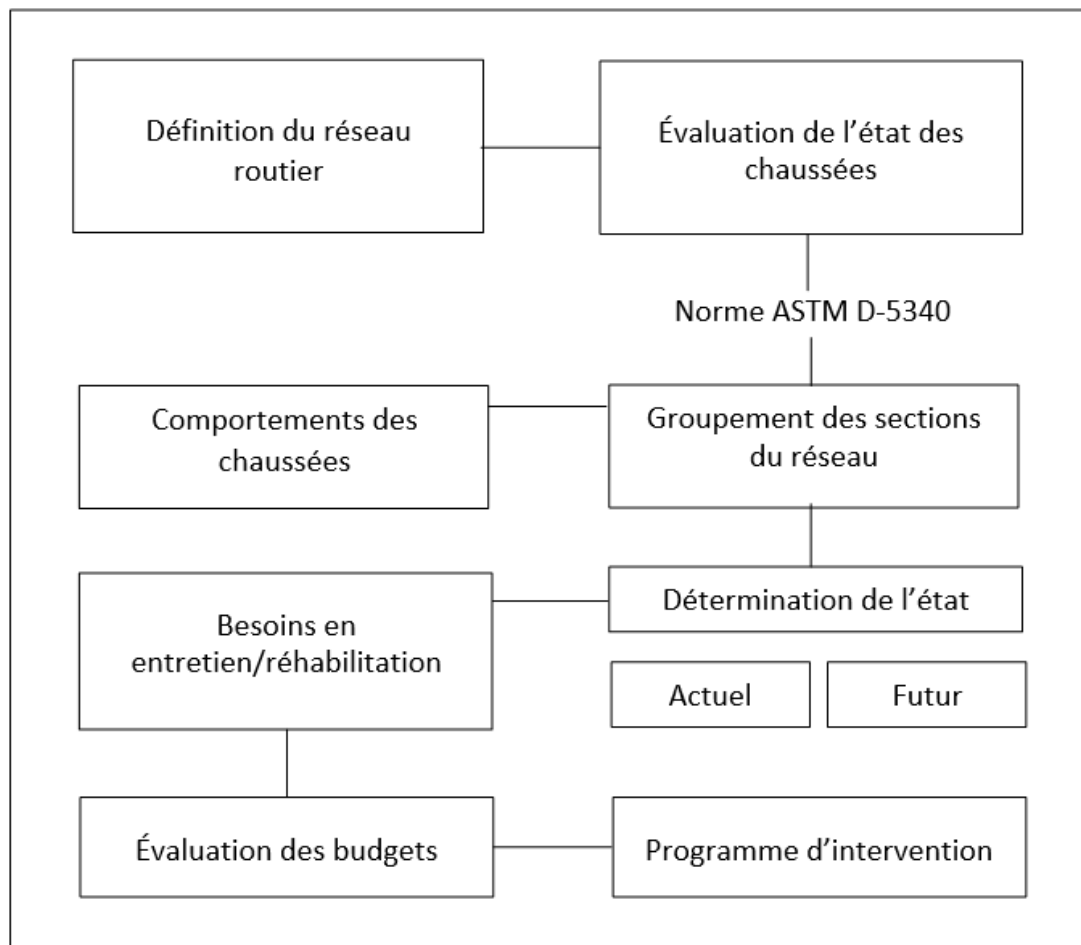 Définition du réseau
routier
Évaluation de l’état des
chaussées
Norme ASTM D-5340
Comportements des
chaussées
Groupement des sections
du réseau
Détermination de l’état
Besoins en
entretien/réhabilitation
Actuel
Futur
Évaluation des budgets
Programme d’intervention